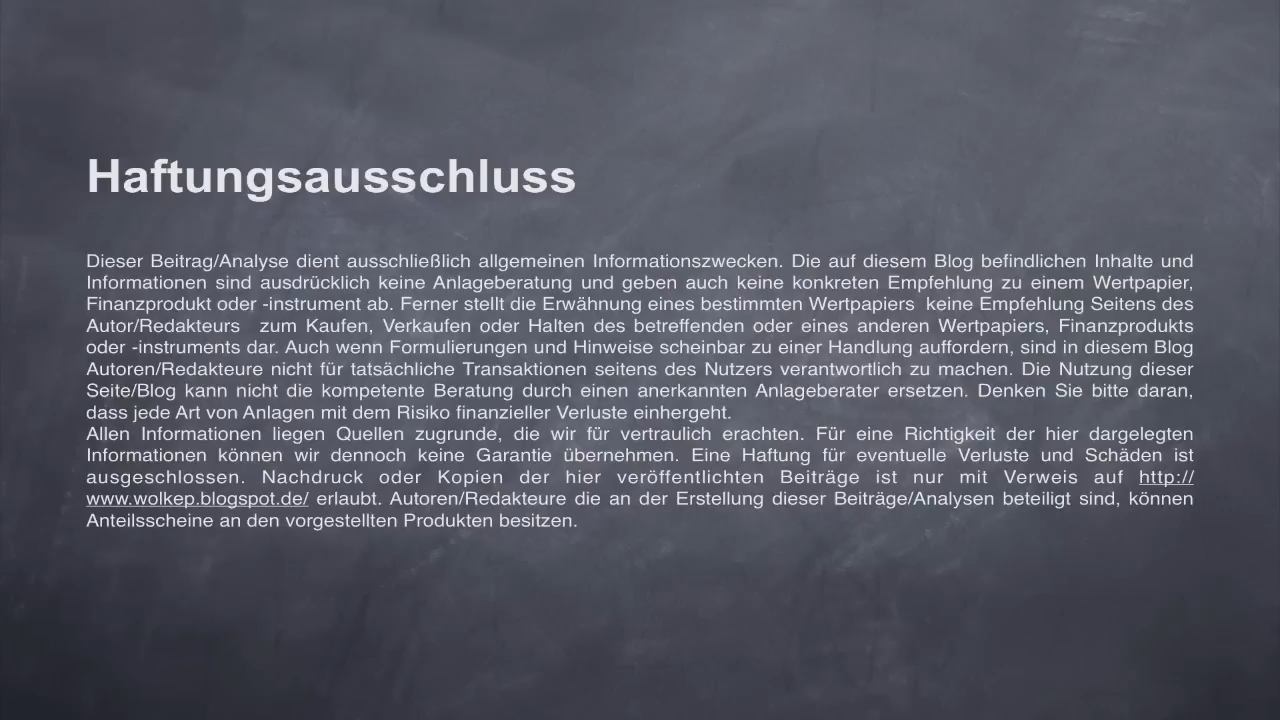 Haftungsausschluss
Dieser Beitrag/Analyse dient ausschließlich allgemeinen Informationszwecken. Die auf diesem Blog befindlichen Inhalte und
Informationen sind ausdrücklich keine Anlageberatung und geben auch keine konkreten Empfehlung zu einem Wertpapier,
Finanzprodukt oder -instrument ab. Ferner stellt die Erwähnung eines bestimmten Wertpapiers keine Empfehlung Seitens des
Autor/Redakteurs zum Kaufen, Verkaufen oder Halten des betreffenden oder eines anderen Wertpapiers, Finanzprodukts
oder -instruments dar. Auch wenn Formulierungen und Hinweise scheinbar zu einer Handlung auffordern, sind in diesem Blog
Autoren/Redakteure nicht für tatsächliche Transaktionen seitens des Nutzers verantwortlich zu machen. Die Nutzung dieser
Seite/Blog kann nicht die kompetente Beratung durch einen anerkannten Anlageberater ersetzen. Denken Sie bitte daran,
dass jede Art von Anlagen mit dem Risiko finanzieller Verluste einhergeht.
Allen Informationen liegen Quellen zugrunde, die wir für vertraulich erachten. Für eine Richtigkeit der hier dargelegten
Informationen können wir dennoch keine Garantie übernehmen. Eine Haftung für eventuelle Verluste und Schäden ist
ausgeschlossen. Nachdruck oder Kopien der hier veröffentlichten Beiträge ist nur mit Verweis auf http://
www.wolkep.blogspot.de/ erlaubt. Autoren/Redakteure die an der Erstellung dieser Beiträge/Analysen beteiligt sind, können
Anteilsscheine an den vorgestellten Produkten besitzen.